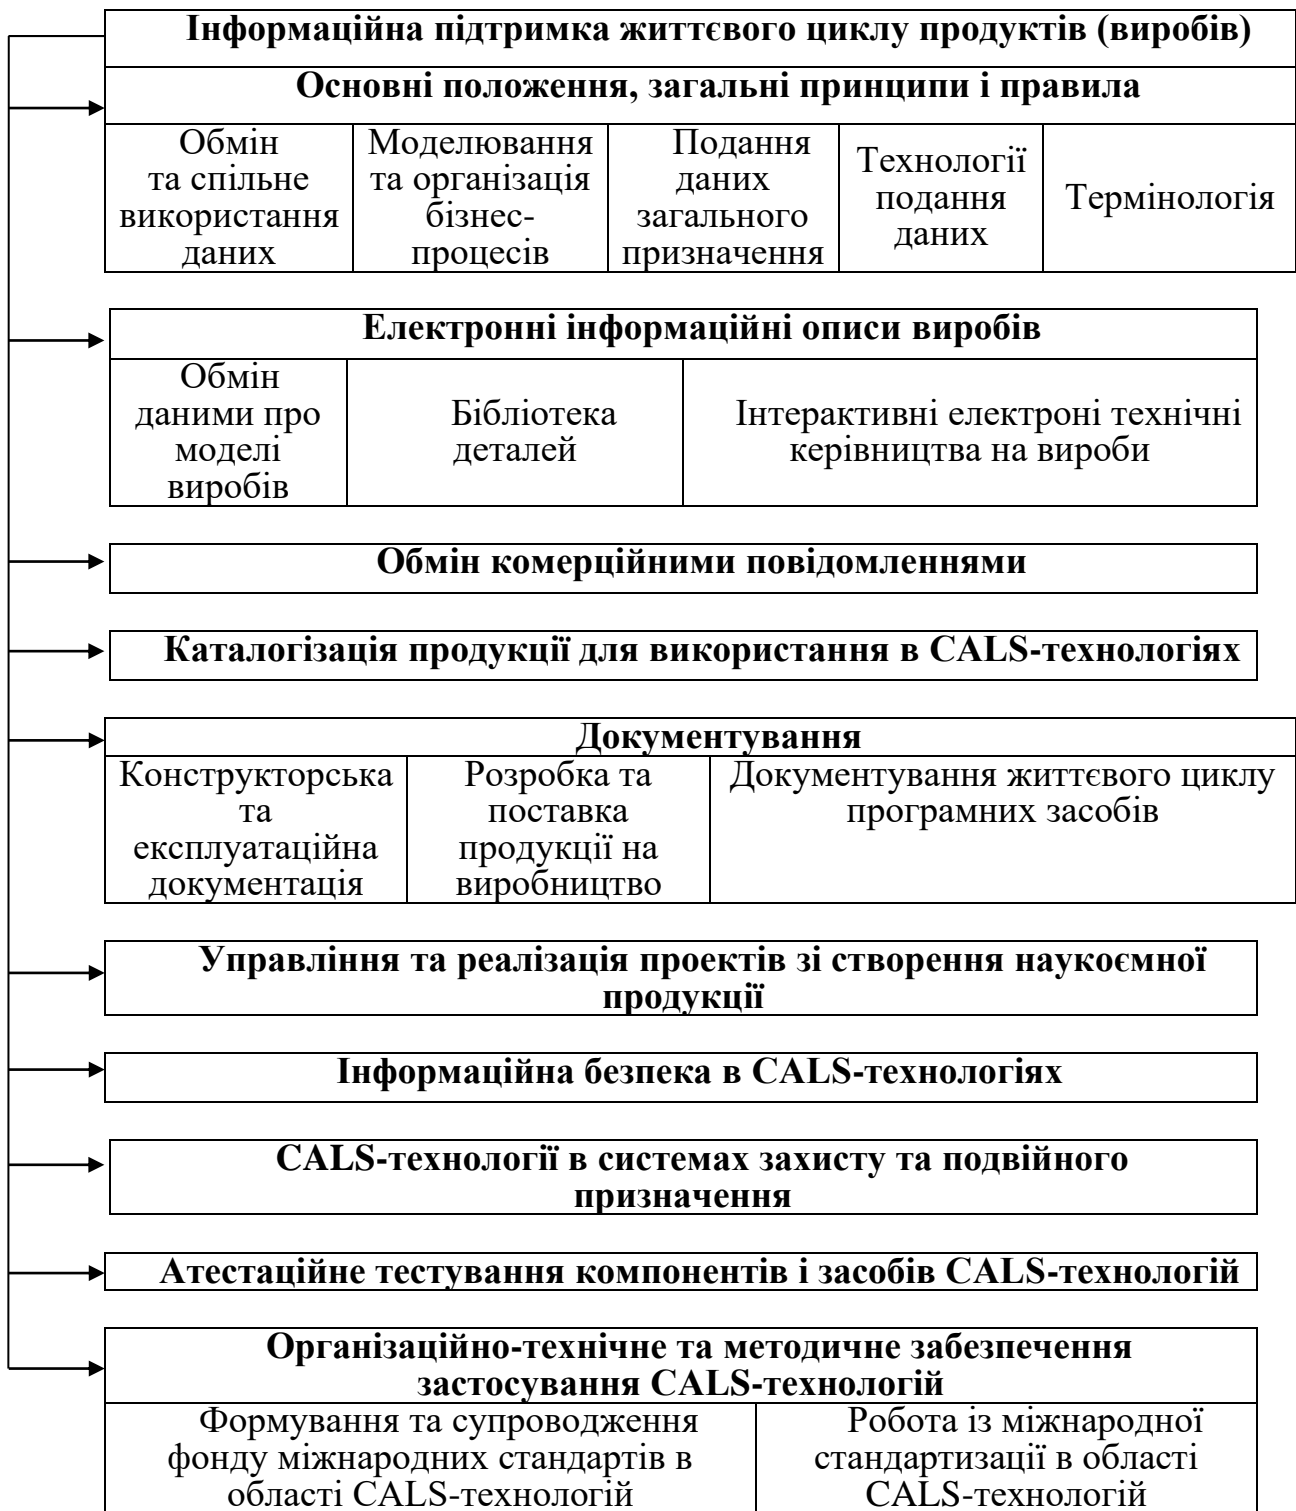 Інформаційна підтримка життєвого циклу продуктів (виробів)
Основні положення, загальні принципи і правила
Обмін
та спільне
використання
даних
Моделювання
та організація
бізнес-
процесів
Подання
даних
загального
призначення
Технології
подання
даних
Термінологія
Електронні інформаційні описи виробів
Обмін
даними про
моделі
виробів
Бібліотека
деталей
Інтерактивні електроні технічні
керівництва на вироби
Обмін комерційними повідомленнями
Каталогізація продукції для використання в CALS-технологіях
Документування
Конструкторська
та
експлуатаційна
документація
Розробка та
поставка
продукції на
виробництво
Документування життєвого циклу
програмних засобів
Управління та реалізація проектів зі створення наукоємної
продукції
Інформаційна безпека в CALS-технологіях
CALS-технології в системах захисту та подвійного
призначення
Атестаційне тестування компонентів і засобів CALS-технологій
Організаційно-технічне та методичне забезпечення
застосування CALS-технологій
Формування та супроводження
фонду міжнародних стандартів в
області CALS-технологій
Робота із міжнародної
стандартизації в області
CALS-технологій